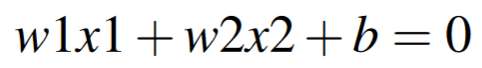 w1x1 + w2x2 + b = 0